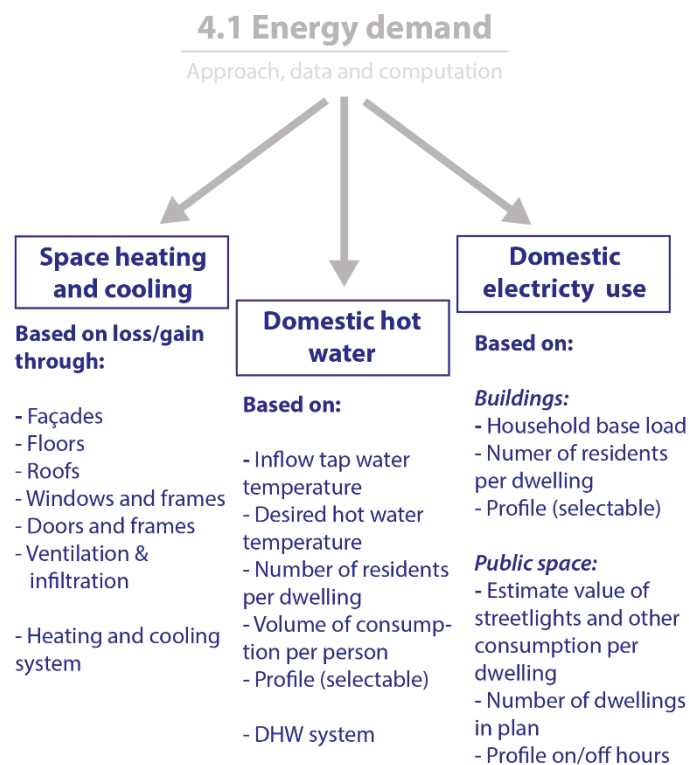 4.1 Energy demand
Approach, data and computation
Space heating
and cooling
Based on loss/gain
through:
- Façades
- Floors
- Roofs
- Windows and frames
- Doors and frames
- Ventilation &
infiltration
- Heating and cooling
system
Domestic hot
water
Based on:
- Inflow tap water
temperature
- Desired hot water
temperature
- Number of residents
per dwelling
- Volume of consump-
tion per person
- Profile (selectable)
- DHW system
Domestic
electricty use
Based on:
Buildings:
- Household base load
- Numer of residents
per dwelling
- Profile (selectable)
Public space:
- Estimate value of
streetlights and other
consumption per
dwelling
- Number of dwellings
in plan
- Profile on/off hours